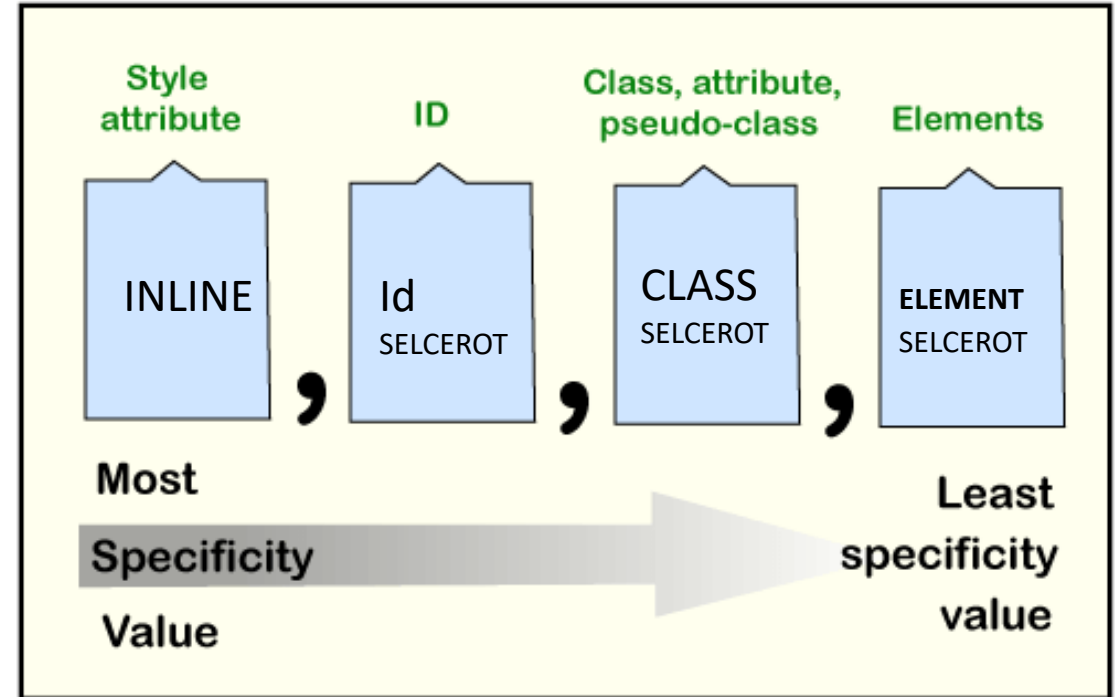 Style
attribute
ID
Class, attribute,
pseudo-class
Elements
INLINE
,
Id
SELCEROT
,
CLASS
SELCEROT
,
ELEMENT
SELCEROT
Most
Specificity
Value
Least
specificity
value